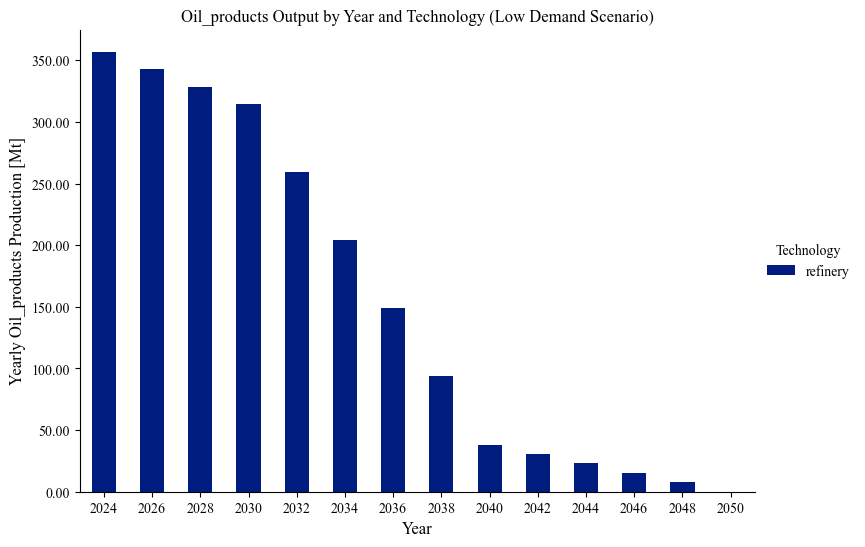 Oil_products Output by Year and Technology (Low Demand Scenario)
Yearly Oil_products Production [Mt]
350.00
300.00
250.00
200.00
150.00
100.00
50.00
0.00
2024 2026 2028 2030 2032 2034 2036 2038 2040 2042 2044 2046 2048 2050
Year
Technology
refinery